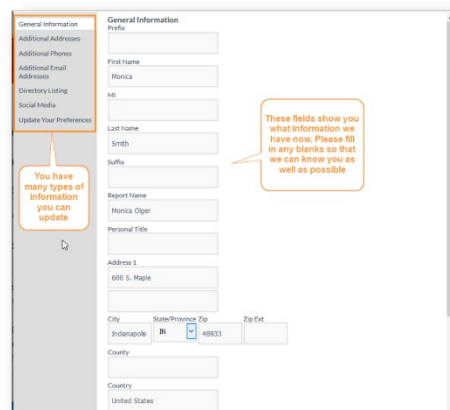 General Information
Additional Addresses
Additional Phones
Additional Email
Addresses
Directory Listing
Social Media
Update Your Preferences
You have
many types of
information
you can
update
General Information
Prefix
First Name
Monica
MI
Last Name
Smith
Suffix
Report Name
Monica Olger
Personal Title
Address 1
600 S. Maple
City State/Province Zip Zip Ext
Indianapolis IN 48933
County
Country
United States
These fields show you
what information we
have now. Please fill
in any blanks so that
we can know you as
well as possible